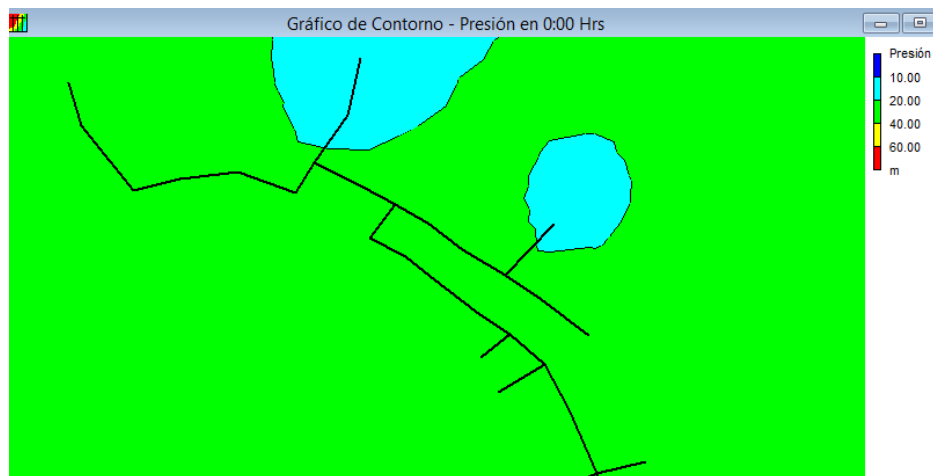 Gráfico de Contorno - Presión en 0:00 Hrs
Presión
10.00
20.00
40.00
60.00
m